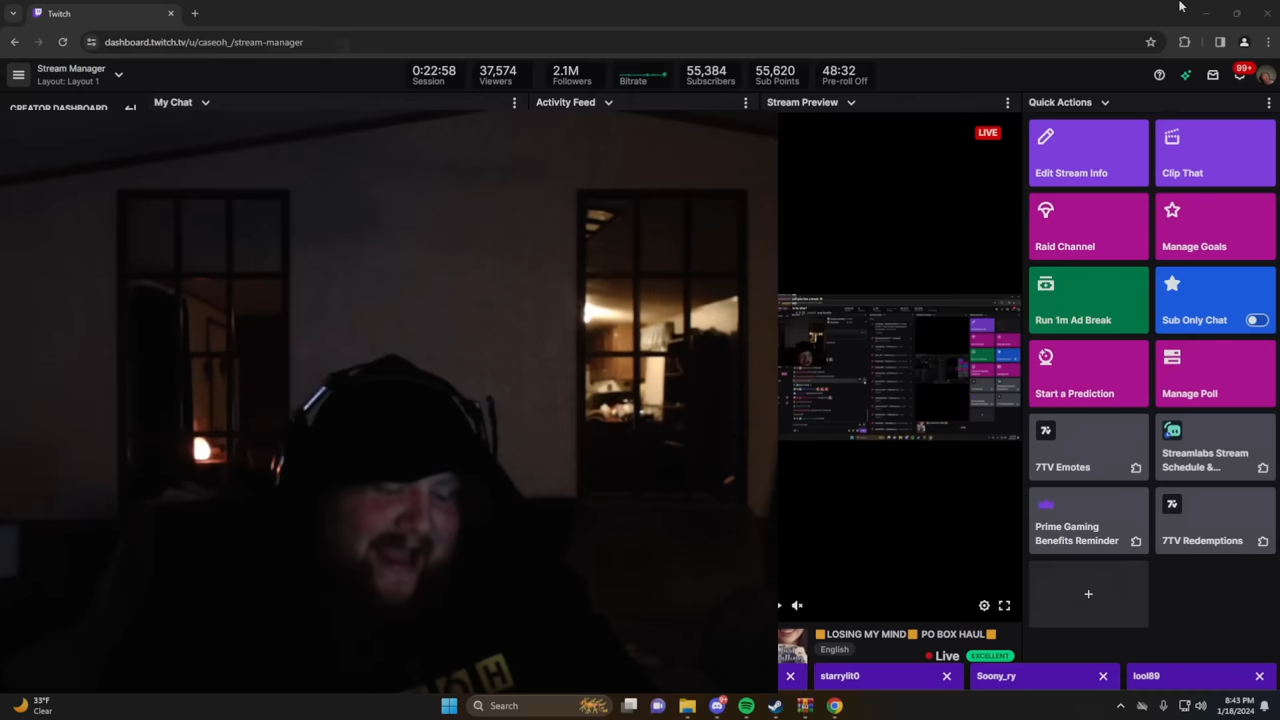 Twitch
dashboard.twitch.tv/u/caseoh_/stream-manager
Stream Manager
Layout: Layout 1
0:22:58
Session
37,574
Viewers
2.1M
Followers
Bitrate
55,384
Subscribers
55,620
Sub Points
48:32
Pre-roll Off
99+
CREATOR DASHBOARD
My Chat
Activity Feed
Stream Preview
Quick Actions
LIVE
Edit Stream Info
Clip That
Raid Channel
Manage Goals
Run 1m Ad Break
Sub Only Chat
Start a Prediction
Manage Poll
7TV Emotes
Streamlabs Stream
Schedule &...
Prime Gaming
Benefits Reminder
7TV Redemptions
LOSING MY MIND PO BOX HAUL
English
Live
EXCELLENT
starrylit0
Soony_ry
lool89
33°F
Clear
Search
8:43 PM
1/18/2024